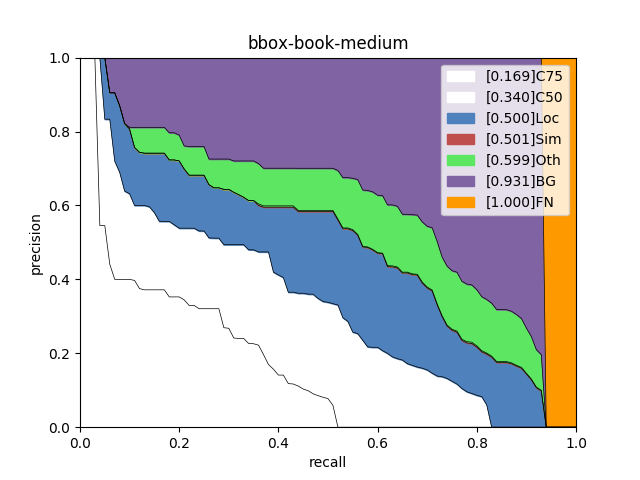 bbox-book-medium
1.0
0.8
0.6
0.4
0.2
0.0
precision
[0.169]C75
[0.340]C50
[0.500]Loc
[0.501]Sim
[0.599]Oth
[0.931]BG
[1.000]FN
0.0 0.2 0.4 0.6 0.8 1.0
recall